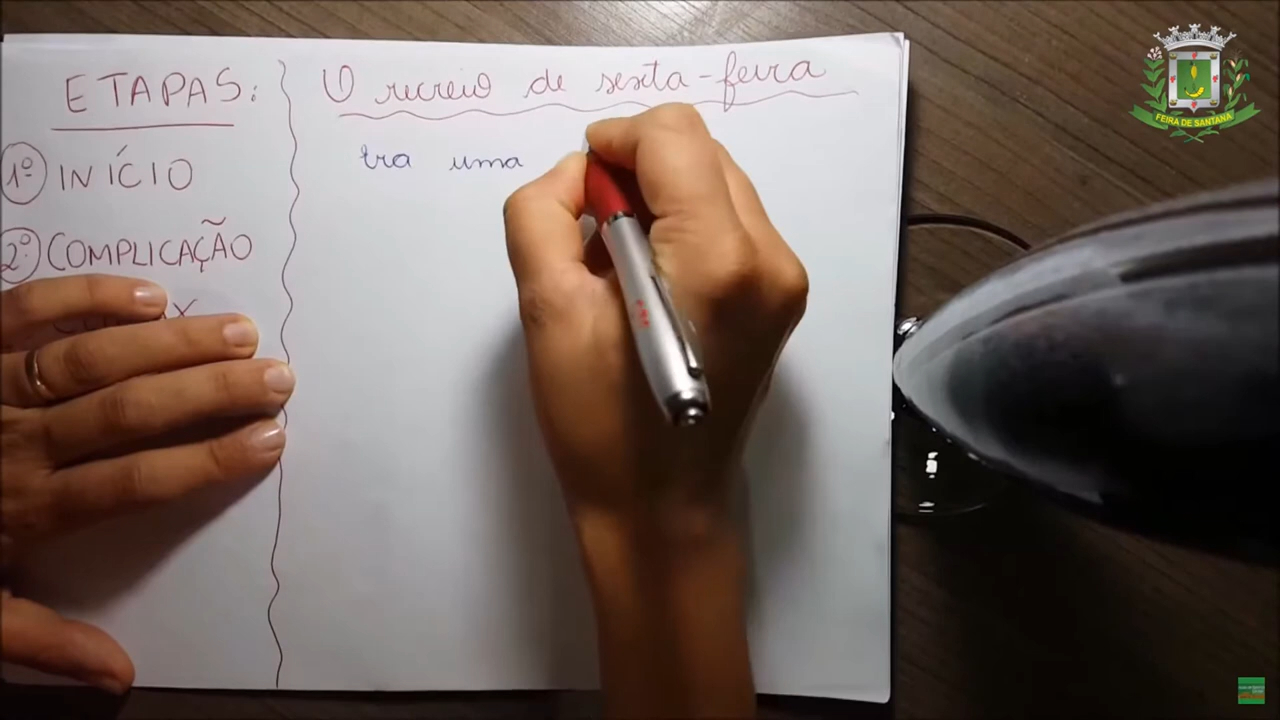 ETAPAS:
1º INÍCIO
2º COMPLICAÇÃO
O recreio de sexta-feira
Era uma
FEIRA DE SANTANA